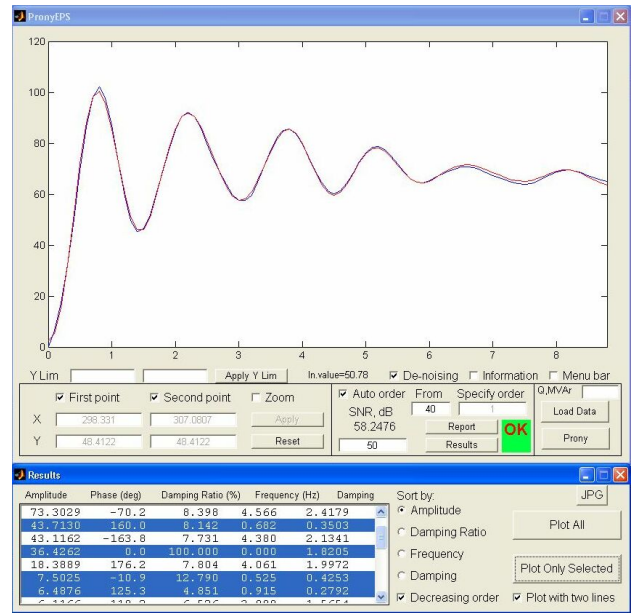 PronyEPS
120
100
80
60
40
20
0
0 1 2 3 4 5 6 7 8
Y Lim Apply Y Lim In.value=50.78 De-noising Information Menu bar
First point Second point Zoom Auto order From Specify order Q,MVAr
X 298.331 307.0807 Apply SNR, dB 40 1 Load Data
58.2476 Report OK
Y 48.4122 48.4122 Reset 50 Results Prony
Results
Amplitude Phase (deg) Damping Ratio (%) Frequency (Hz) Damping Sort by: JPG
73.3029 -70.2 8.398 4.566 2.4179 Amplitude
43.7130 160.0 8.142 0.682 0.3503 Plot All
43.1162 -163.8 7.731 4.380 2.1341 Damping Ratio
36.4262 0.0 100.000 0.000 1.8205 Frequency
18.3889 176.2 7.804 4.061 1.9972
7.5025 -10.9 12.790 0.525 0.4253 Damping Plot Only Selected
6.4876 125.3 4.851 0.915 0.2792
Decreasing order Plot with two lines